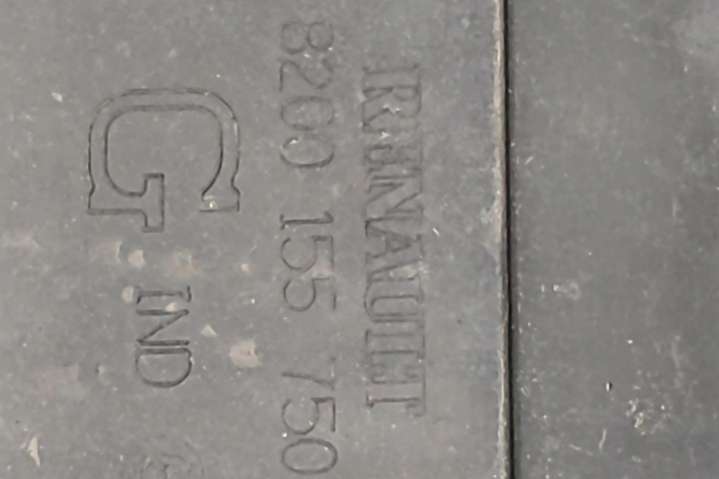 RENAULT
8200 155 750
G
IND